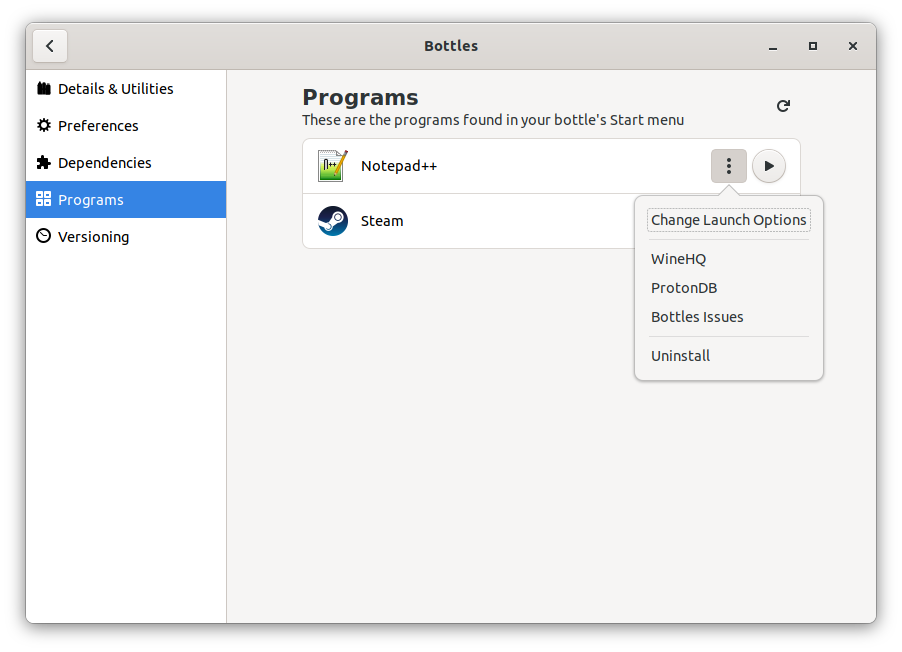 Bottles
Details & Utilities
Preferences
Dependencies
Programs
Versioning
Programs
These are the programs found in your bottle's Start menu
Notepad++
Steam
Change Launch Options
WineHQ
ProtonDB
Bottles Issues
Uninstall